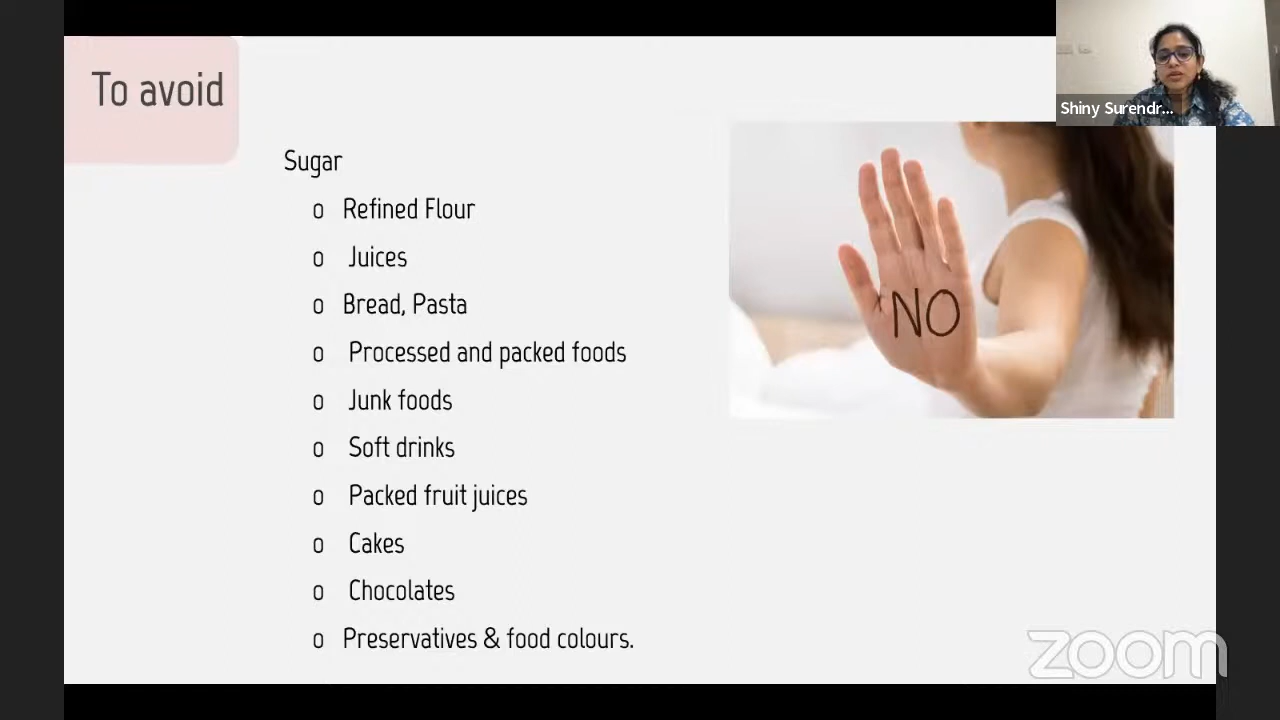 To avoid
Shiny Surendr...
Sugar
o Refined Flour
o Juices
o Bread, Pasta
o Processed and packed foods
o Junk foods
o Soft drinks
o Packed fruit juices
o Cakes
o Chocolates
o Preservatives & food colours.
NO
zoom